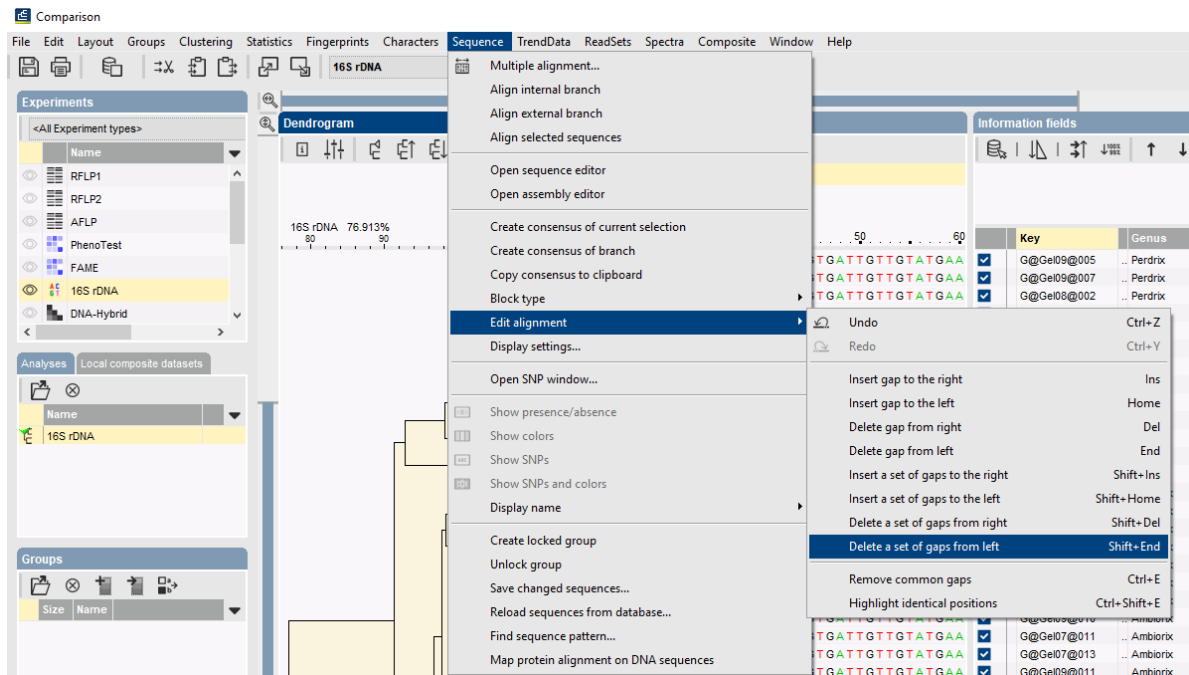 Comparison
File Edit Layout Groups Clustering Statistics Fingerprints Characters Sequence TrendData ReadSets Spectra Composite Window Help
16S rDNA
Experiments
<All Experiment types>
Name
RFLP1
RFLP2
AFLP
PhenoTest
FAME
16S rDNA
DNA-Hybrid
Analyses Local composite datasets
Name
16S rDNA
Groups
Size Name
Dendrogram
16S rDNA 76.913%
80 90
Multiple alignment...
Align internal branch
Align external branch
Align selected sequences
Open sequence editor
Open assembly editor
Create consensus of current selection
Create consensus of branch
Copy consensus to clipboard
Block type
Edit alignment
Display settings...
Open SNP window...
Show presence/absence
Show colors
Show SNPs
Show SNPs and colors
Display name
Create locked group
Unlock group
Save changed sequences...
Reload sequences from database...
Find sequence pattern...
Map protein alignment on DNA sequences
Undo Ctrl+Z
Redo Ctrl+Y
Insert gap to the right Ins
Insert gap to the left Home
Delete gap from right Del
Delete gap from left End
Insert a set of gaps to the right Shift+Ins
Insert a set of gaps to the left Shift+Home
Delete a set of gaps from right Shift+Del
Delete a set of gaps from left Shift+End
Remove common gaps Ctrl+E
Highlight identical positions Ctrl+Shift+E
50 60
TGATTGTTGTATGAA
TGATTGTTGTATGAA
TGATTGTTGTATGAA
Information fields
Key Genus
G@Gel09@005 .. Perdrix
G@Gel09@007 .. Perdrix
G@Gel08@002 .. Perdrix
TGATTGTTGTATGAA G@Gel09@010 .. Ambiorix
TGATTGTTGTATGAA G@Gel07@011 .. Ambiorix
TGATTGTTGTATGAA G@Gel07@013 .. Ambiorix
TGATTGTTGTATGAA G@Gel09@011 .. Ambiorix